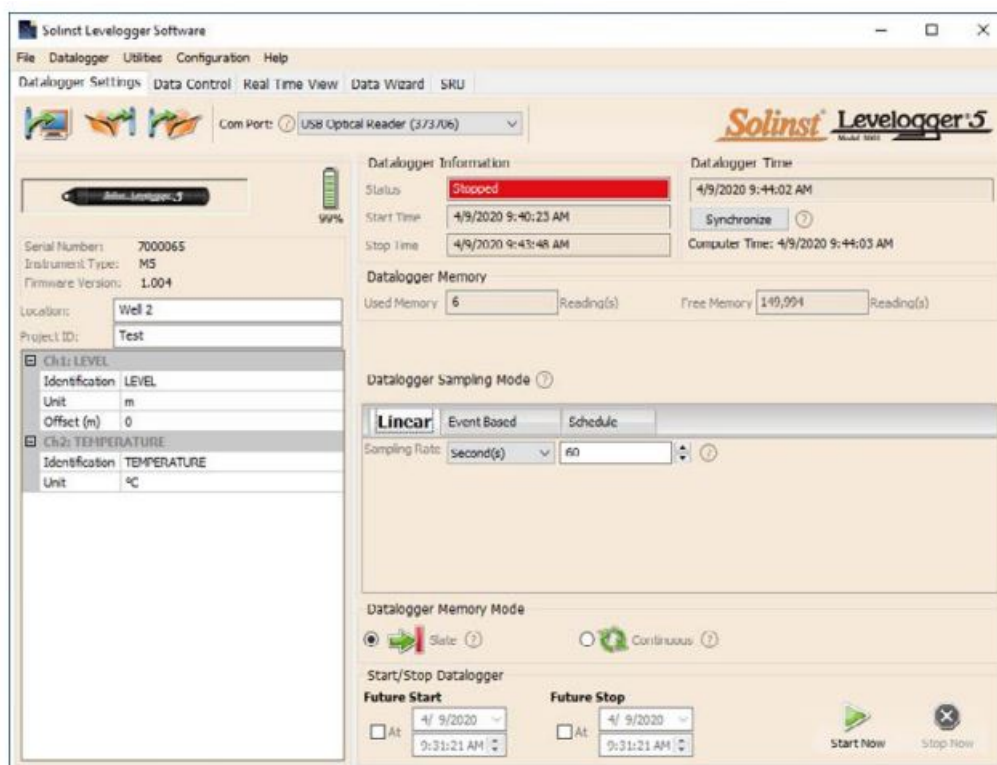 Solinst Levelogger Software
File Datalogger Utilities Configuration Help
Datalogger Settings Data Control Real Time View Data Wizard SRU
Com Port: ? USB Optical Reader (373706)
Solinst Levelogger 5
99%
Serial Number: 7000065
Instrument Type: M5
Firmware Version: 1.004
Location: Well 2
Project ID: Test
Ch1: LEVEL
Identification LEVEL
Unit m
Offset (m) 0
Ch2: TEMPERATURE
Identification TEMPERATURE
Unit ºC
Datalogger Information
Status Stopped
Start Time 4/9/2020 9:40:23 AM
Stop Time 4/9/2020 9:43:48 AM
Datalogger Time
4/9/2020 9:44:02 AM
Synchronize ?
Computer Time: 4/9/2020 9:44:03 AM
Datalogger Memory
Used Memory 6 Reading(s) Free Memory 149,994 Reading(s)
Datalogger Sampling Mode ?
Linear Event Based Schedule
Sampling Rate Second(s) 60 ?
Datalogger Memory Mode
Slate ? Continuous ?
Start/Stop Datalogger
Future Start Future Stop
At 4/ 9/2020 At 4/ 9/2020
9:31:21 AM 9:31:21 AM
Start Now Stop Now